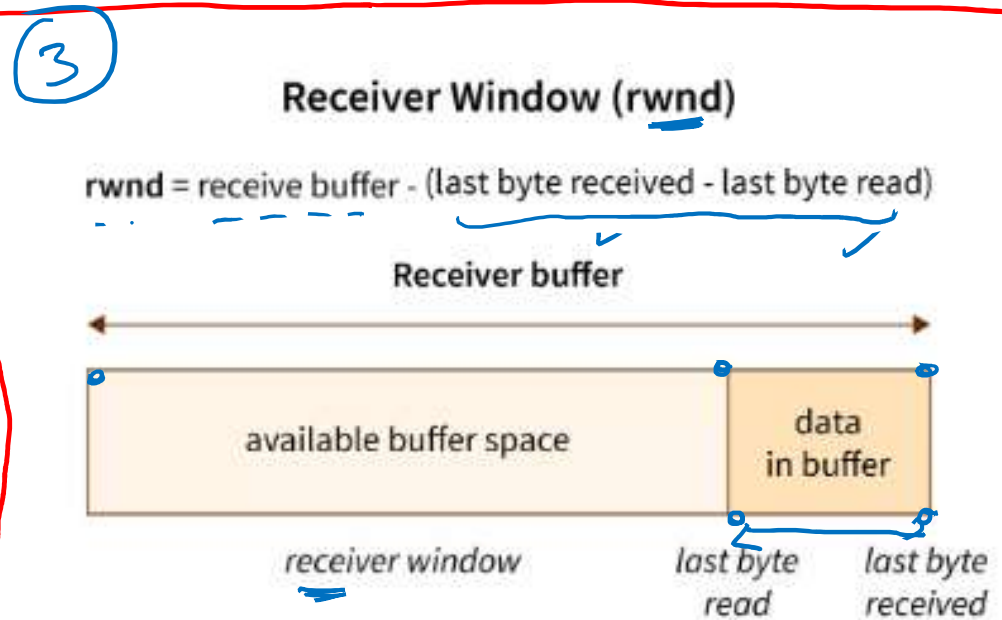 3
Receiver Window (rwnd)
rwnd = receive buffer - (last byte received - last byte read)
Receiver buffer
available buffer space
data
in buffer
receiver window
last byte
read
last byte
received